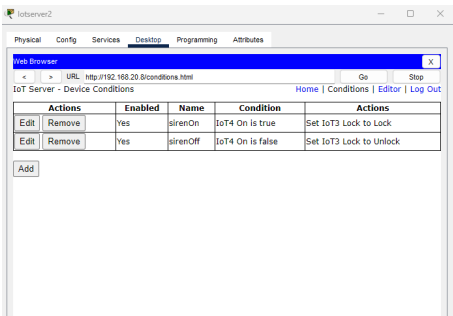 Iotserver2
Physical Config Services Desktop Programming Attributes
Web Browser X
< > URL http://192.168.20.8/conditions.html Go Stop
IoT Server - Device Conditions Home | Conditions | Editor | Log Out
Actions Enabled Name Condition Actions
Edit Remove Yes sirenOn IoT4 On is true Set IoT3 Lock to Lock
Edit Remove Yes sirenOff IoT4 On is false Set IoT3 Lock to Unlock
Add